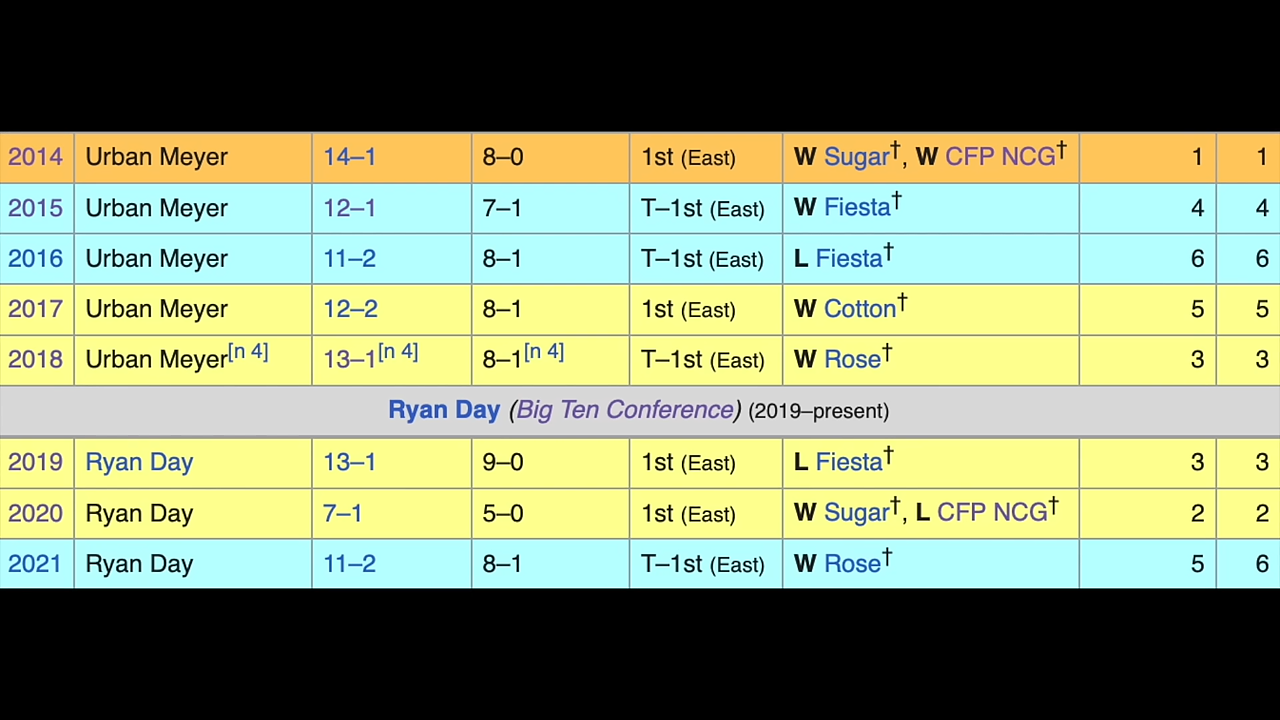 2014 Urban Meyer 14–1 8–0 1st (East) W Sugar†, W CFP NCG† 1 1
2015 Urban Meyer 12–1 7–1 T–1st (East) W Fiesta† 4 4
2016 Urban Meyer 11–2 8–1 T–1st (East) L Fiesta† 6 6
2017 Urban Meyer 12–2 8–1 1st (East) W Cotton† 5 5
2018 Urban Meyer[n 4] 13–1[n 4] 8–1[n 4] T–1st (East) W Rose† 3 3
Ryan Day (Big Ten Conference) (2019–present)
2019 Ryan Day 13–1 9–0 1st (East) L Fiesta† 3 3
2020 Ryan Day 7–1 5–0 1st (East) W Sugar†, L CFP NCG† 2 2
2021 Ryan Day 11–2 8–1 T–1st (East) W Rose† 5 6